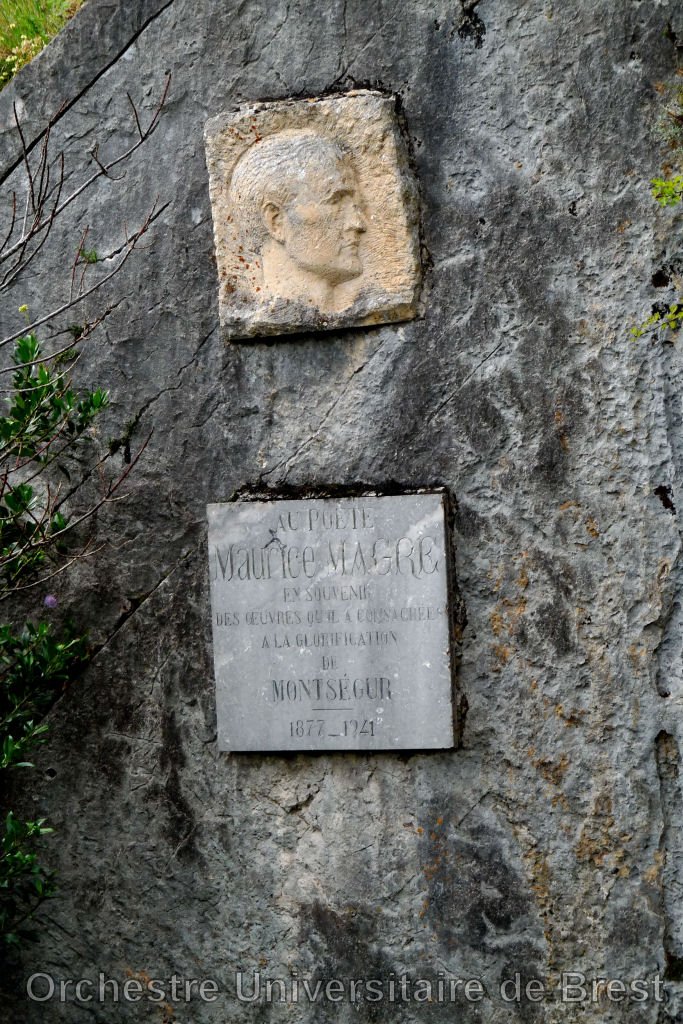 AU POÈTE
Maurice MAGRE
EN SOUVENIR
DES ŒUVRES QU'IL A CONSACRÉES
A LA GLORIFICATION
DE
MONTSÉGUR
1877_1941
Orchestre Universitaire de Brest